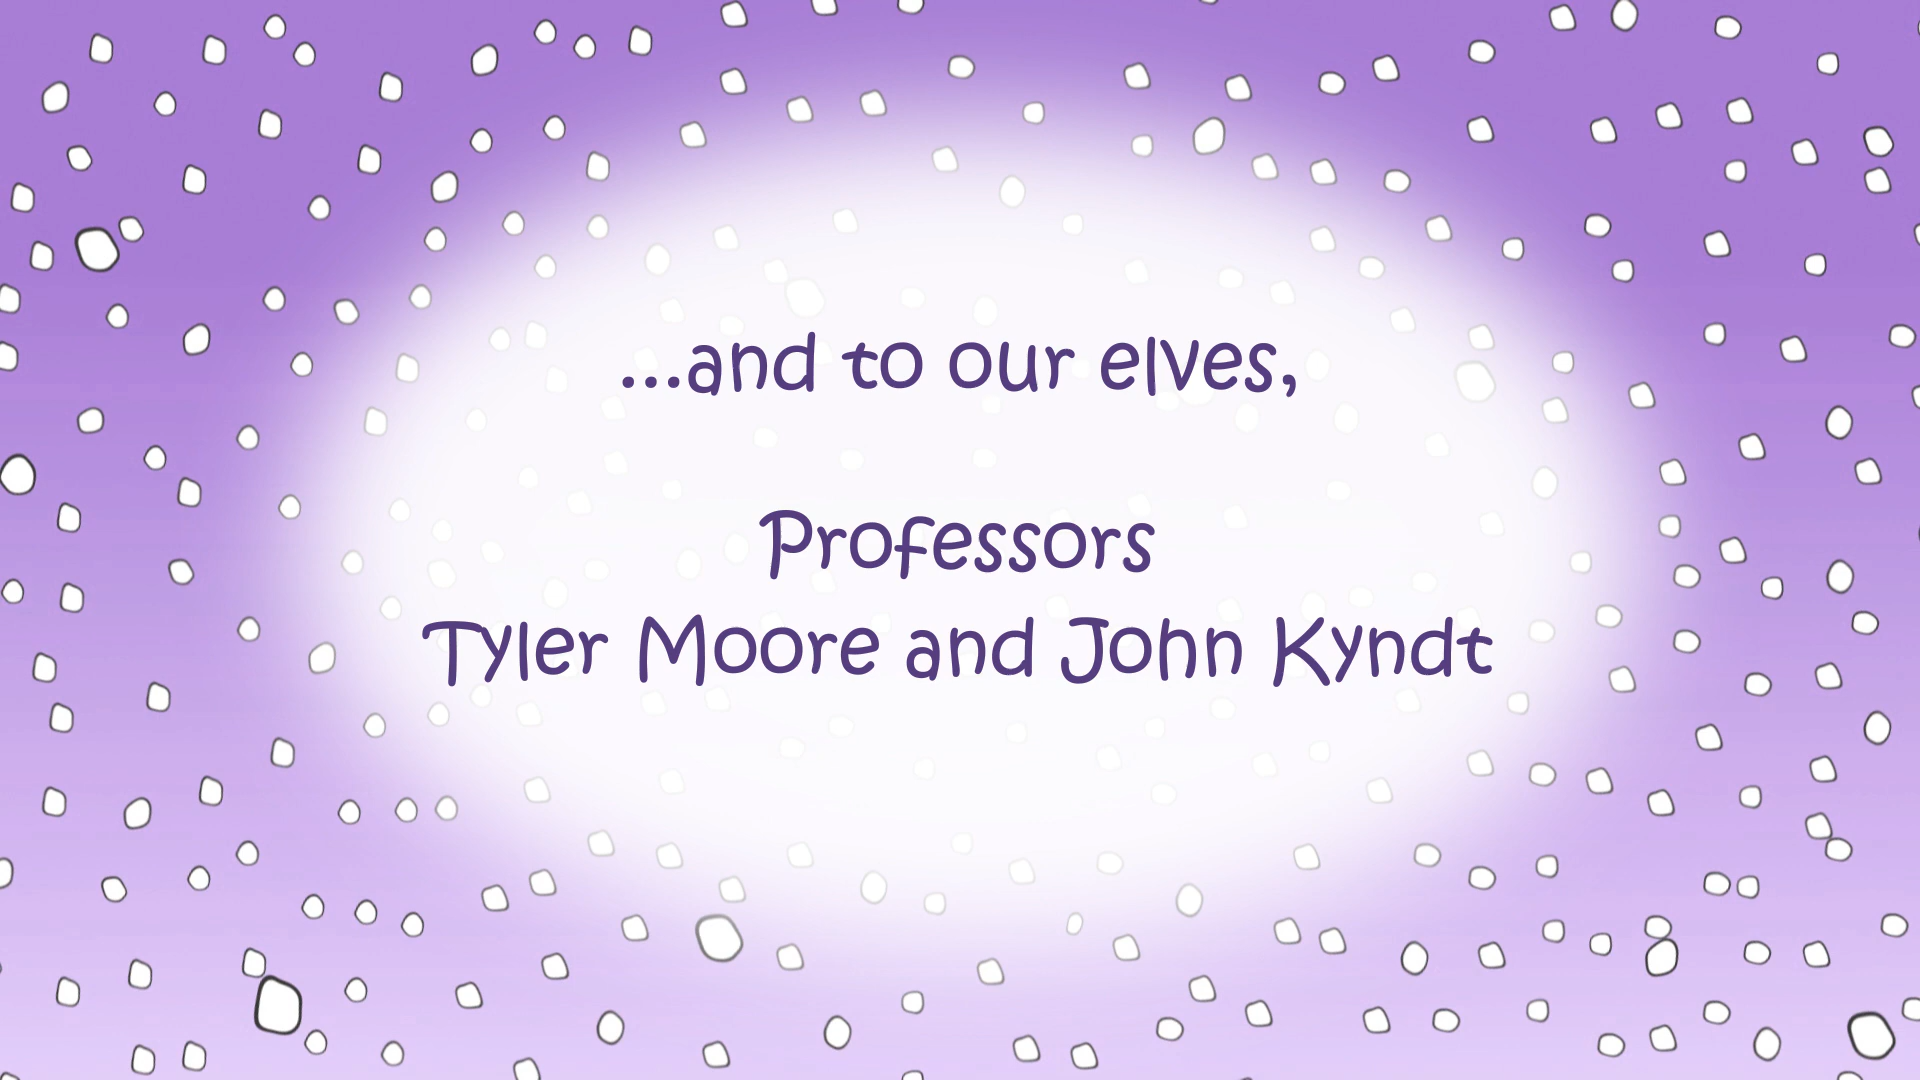 ...and to our elves,
Professors
Tyler Moore and John Kyndt